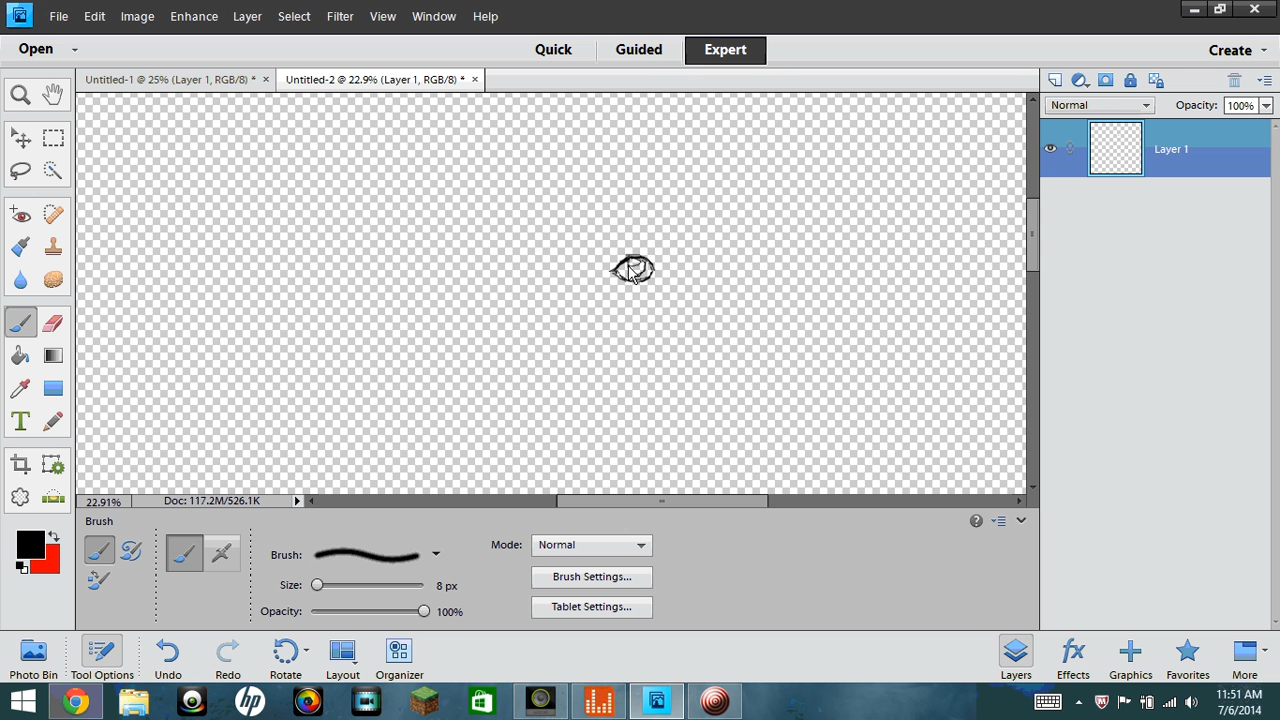 File Edit Image Enhance Layer Select Filter View Window Help
Open Quick Guided Expert Create
Untitled-1 @ 25% (Layer 1, RGB/8) * × Untitled-2 @ 22.9% (Layer 1, RGB/8) * ×
Normal Opacity: 100%
Layer 1
22.91% Doc: 117.2M/526.1K
Brush
Brush: Mode: Normal
Size: 8 px Brush Settings...
Opacity: 100% Tablet Settings...
Photo Bin Tool Options Undo Redo Rotate Layout Organizer Layers Effects Graphics Favorites More
hp
11:51 AM
7/6/2014